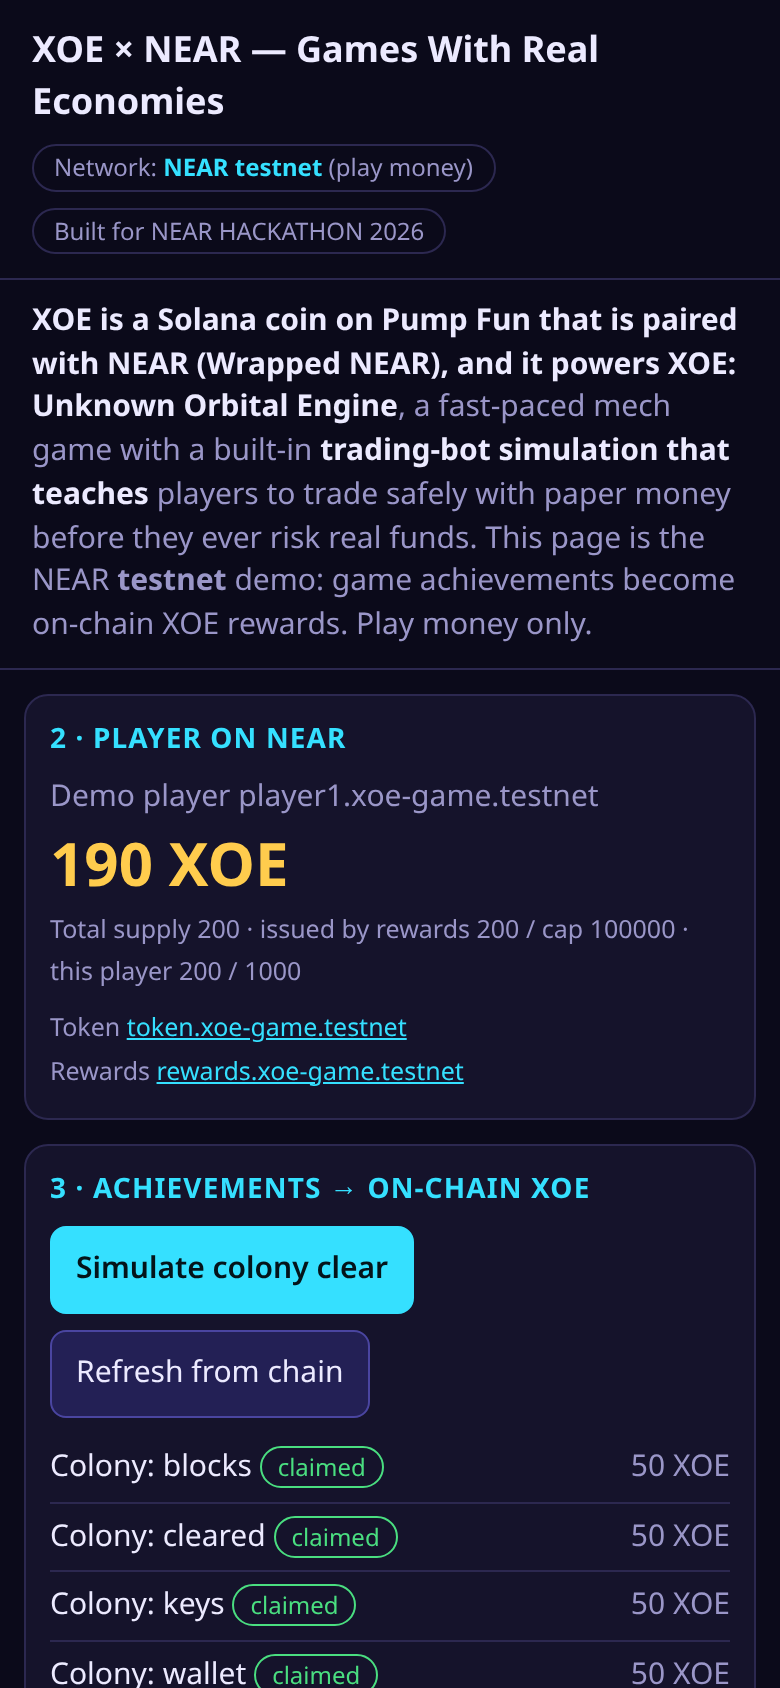 XOE × NEAR — Games With Real
Economies
Network: NEAR testnet (play money)
Built for NEAR HACKATHON 2026
XOE is a Solana coin on Pump Fun that is paired
with NEAR (Wrapped NEAR), and it powers XOE:
Unknown Orbital Engine, a fast-paced mech
game with a built-in trading-bot simulation that
teaches players to trade safely with paper money
before they ever risk real funds. This page is the
NEAR testnet demo: game achievements become
on-chain XOE rewards. Play money only.
2 · PLAYER ON NEAR
Demo player player1.xoe-game.testnet
190 XOE
Total supply 200 · issued by rewards 200 / cap 100000 ·
this player 200 / 1000
Token token.xoe-game.testnet
Rewards rewards.xoe-game.testnet
3 · ACHIEVEMENTS → ON-CHAIN XOE
Simulate colony clear
Refresh from chain
Colony: blocks claimed 50 XOE
Colony: cleared claimed 50 XOE
Colony: keys claimed 50 XOE
Colony: wallet claimed 50 XOE